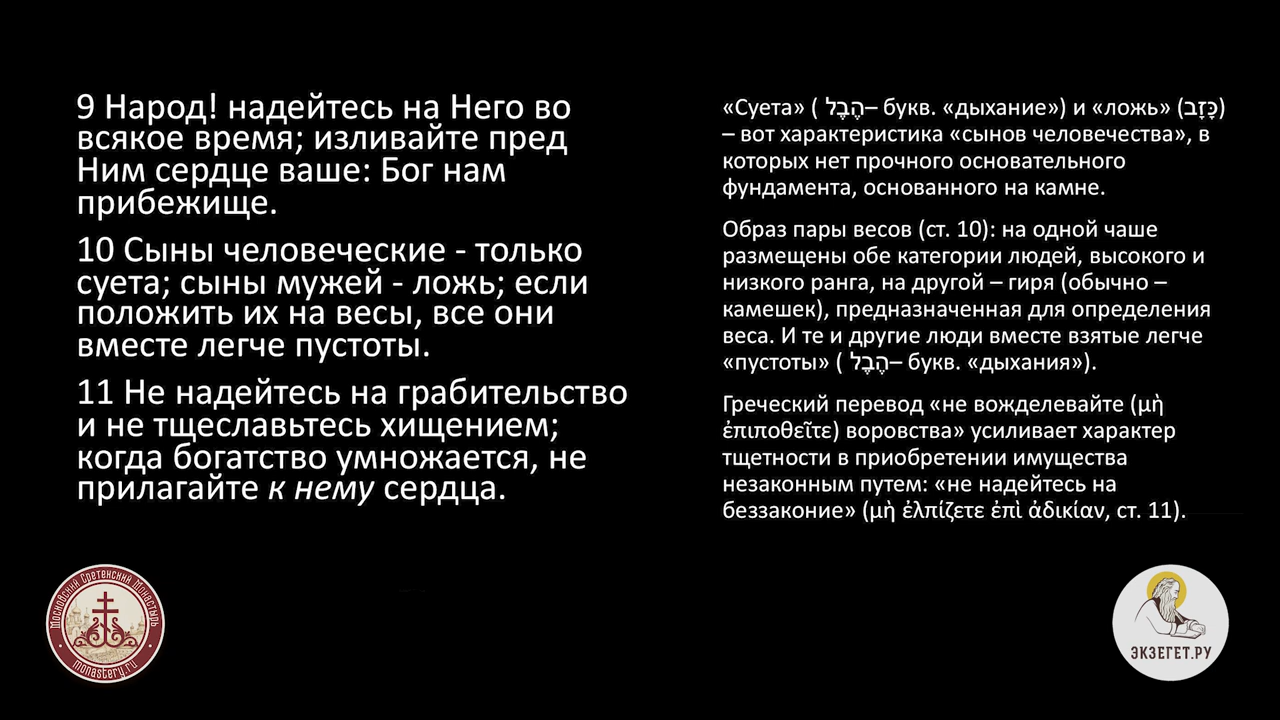 9 Народ! надейтесь на Него во
всякое время; изливайте пред
Ним сердце ваше: Бог нам
прибежище.
10 Сыны человеческие - только
суета; сыны мужей - ложь; если
положить их на весы, все они
вместе легче пустоты.
11 Не надейтесь на грабительство
и не тщеславьтесь хищением;
когда богатство умножается, не
прилагайте к нему сердца.
«Суета» ( הֶבֶל– букв. «дыхание») и «ложь» (כָּזָב)
– вот характеристика «сынов человечества», в
которых нет прочного основательного
фундамента, основанного на камне.
Образ пары весов (ст. 10): на одной чаше
размещены обе категории людей, высокого и
низкого ранга, на другой – гиря (обычно –
камешек), предназначенная для определения
веса. И те и другие люди вместе взятые легче
«пустоты» ( הֶבֶל– букв. «дыхания»).
Греческий перевод «не вожделевайте (μὴ
ἐπιποθεῖτε) воровства» усиливает характер
тщетности в приобретении имущества
незаконным путем: «не надейтесь на
беззаконие» (μὴ ἐλπίζετε ἐπὶ ἀδικίαν, ст. 11).
Московский Сретенский Монастырь
monastery.ru
ЭКЗЕГЕТ.РУ